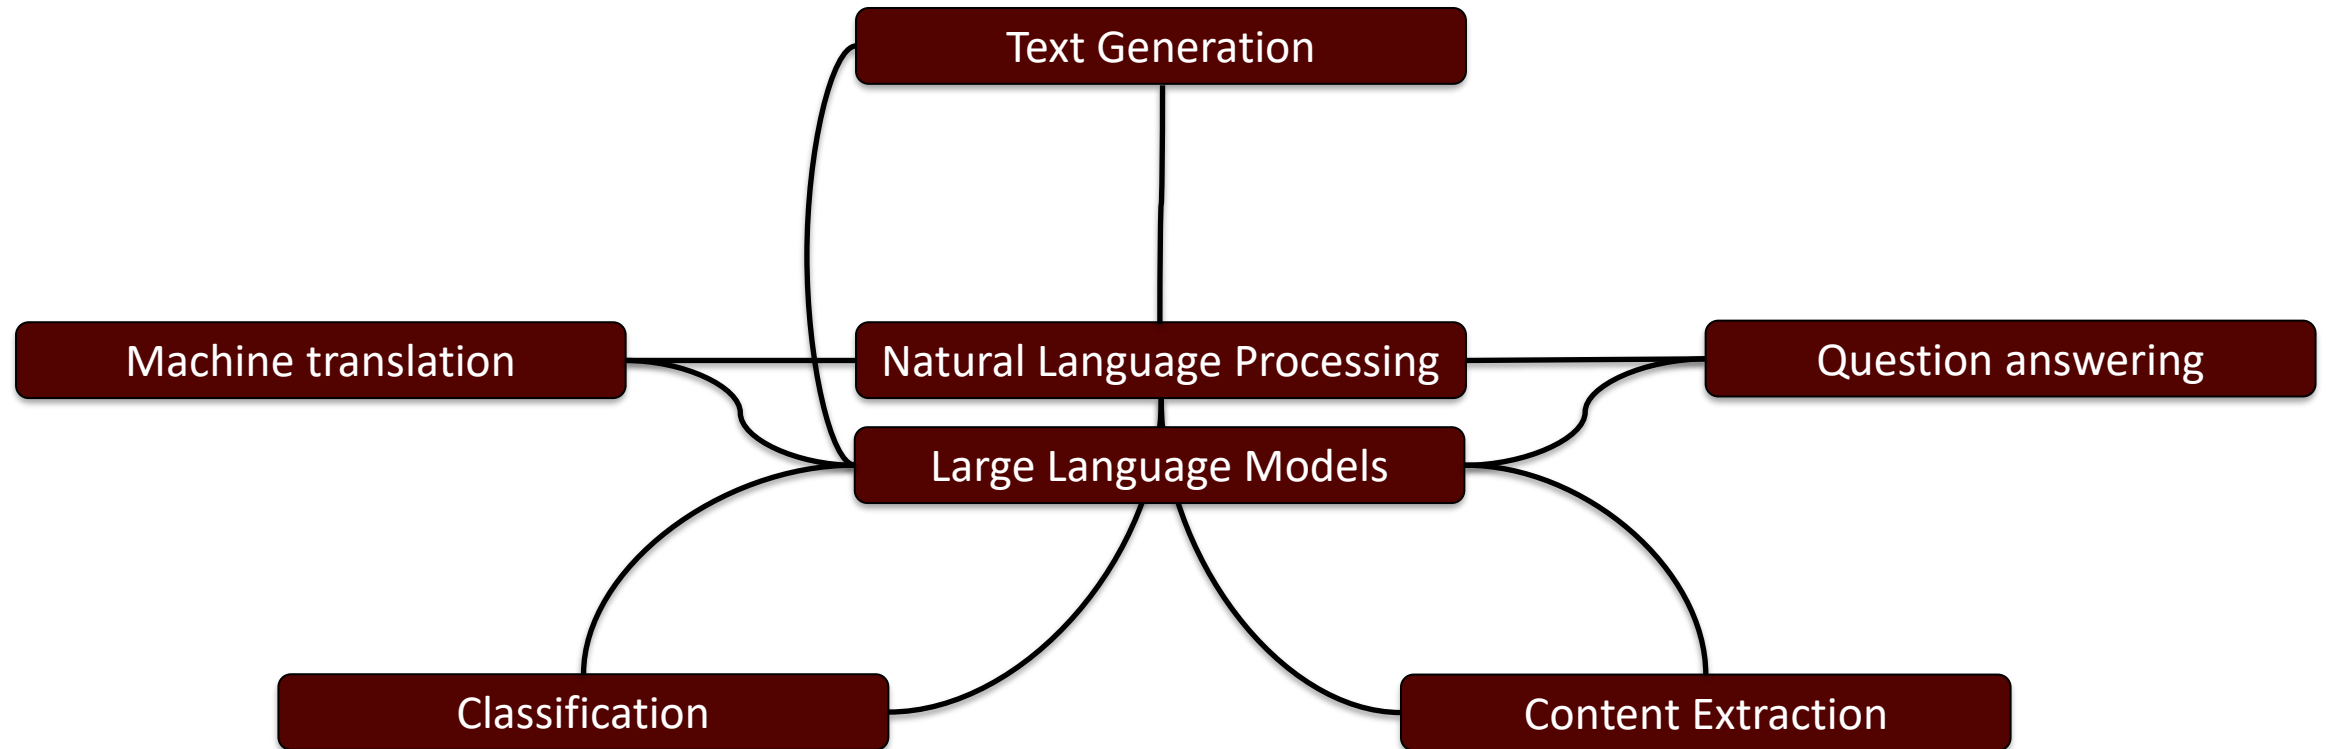 Text Generation
Machine translation
Natural Language Processing
Question answering
Large Language Models
Classification
Content Extraction